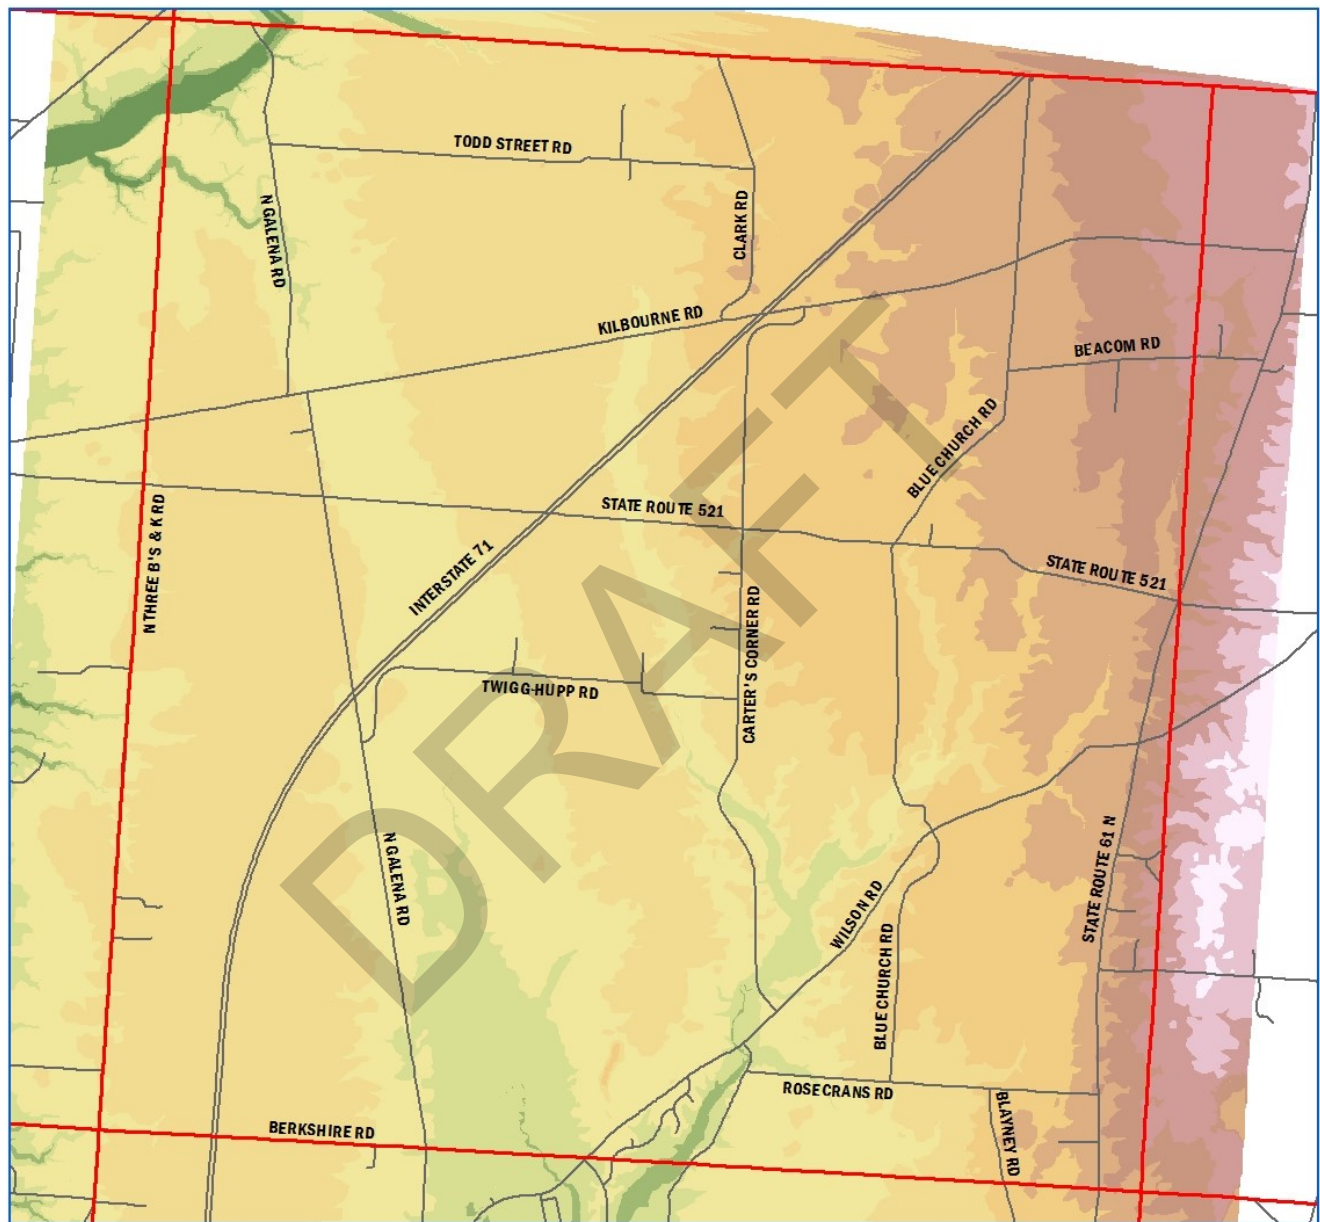 TODD STREET RD
N GALENA RD
CLARK RD
KILBOURNE RD
BEACOM RD
BLUE CHURCH RD
STATE ROUTE 521
N THREE B'S & K RD
INTERSTATE 71
STATE ROUTE 521
CARTER'S CORNER RD
TWIGG-HUPP RD
DRAFT
N GALENA RD
STATE ROUTE 61 N
WILSON RD
BLUE CHURCH RD
ROSECRANS RD
BLAYNEY RD
BERKSHIRE RD